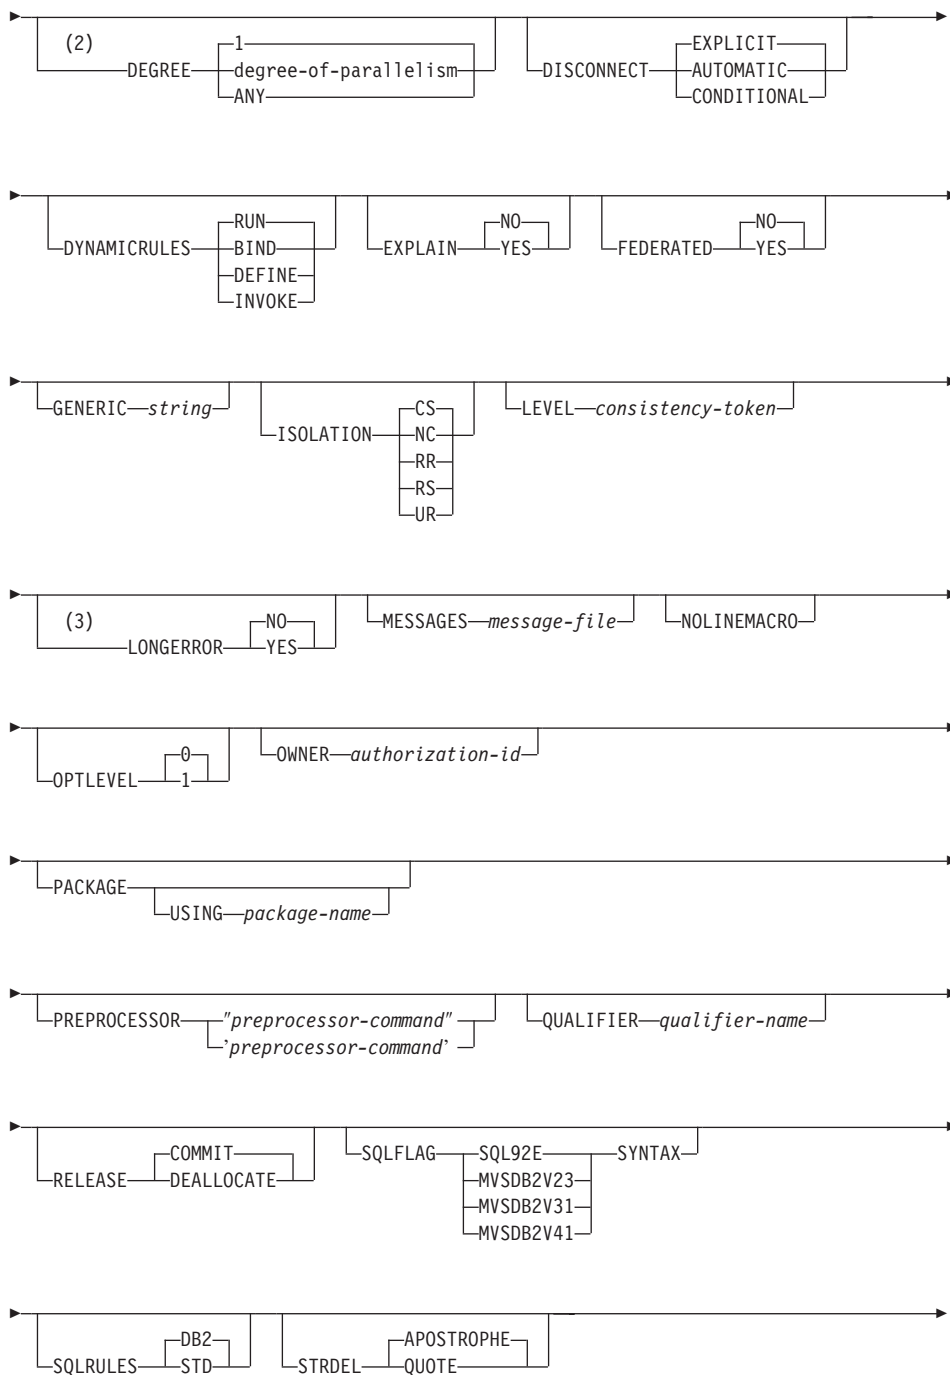 1 EXPLICIT
(2) DEGREE degree-of-parallelism DISCONNECT AUTOMATIC
ANY CONDITIONAL
RUN NO NO
DYNAMICRULES BIND EXPLAIN YES FEDERATED YES
DEFINE
INVOKE
GENERIC string CS LEVEL consistency-token
ISOLATION NC
RR
RS
UR
(3) NO MESSAGES message-file NOLINEMACRO
LONGERROR YES
0 OWNER authorization-id
OPTLEVEL 1
PACKAGE
USING package-name
PREPROCESSOR "preprocessor-command" QUALIFIER qualifier-name
'preprocessor-command'
COMMIT SQLFLAG SQL92E SYNTAX
RELEASE DEALLOCATE MVSDB2V23
MVSDB2V31
MVSDB2V41
DB2 APOSTROPHE
SQLRULES STD STRDEL QUOTE